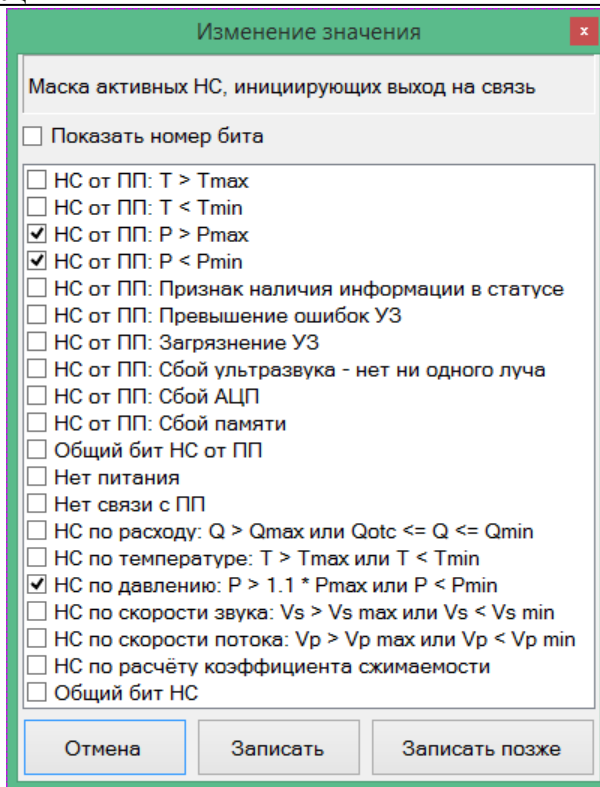 Изменение значения
x
Маска активных НС, инициирующих выход на связь
Показать номер бита
НС от ПП: T > Tmax
НС от ПП: T < Tmin
НС от ПП: P > Pmax
НС от ПП: P < Pmin
НС от ПП: Признак наличия информации в статусе
НС от ПП: Превышение ошибок УЗ
НС от ПП: Загрязнение УЗ
НС от ПП: Сбой ультразвука - нет ни одного луча
НС от ПП: Сбой АЦП
НС от ПП: Сбой памяти
Общий бит НС от ПП
Нет питания
Нет связи с ПП
НС по расходу: Q > Qmax или Qotc <= Q <= Qmin
НС по температуре: T > Tmax или T < Tmin
НС по давлению: P > 1.1 * Pmax или P < Pmin
НС по скорости звука: Vs > Vs max или Vs < Vs min
НС по скорости потока: Vp > Vp max или Vp < Vp min
НС по расчёту коэффициента сжимаемости
Общий бит НС
Отмена Записать Записать позже